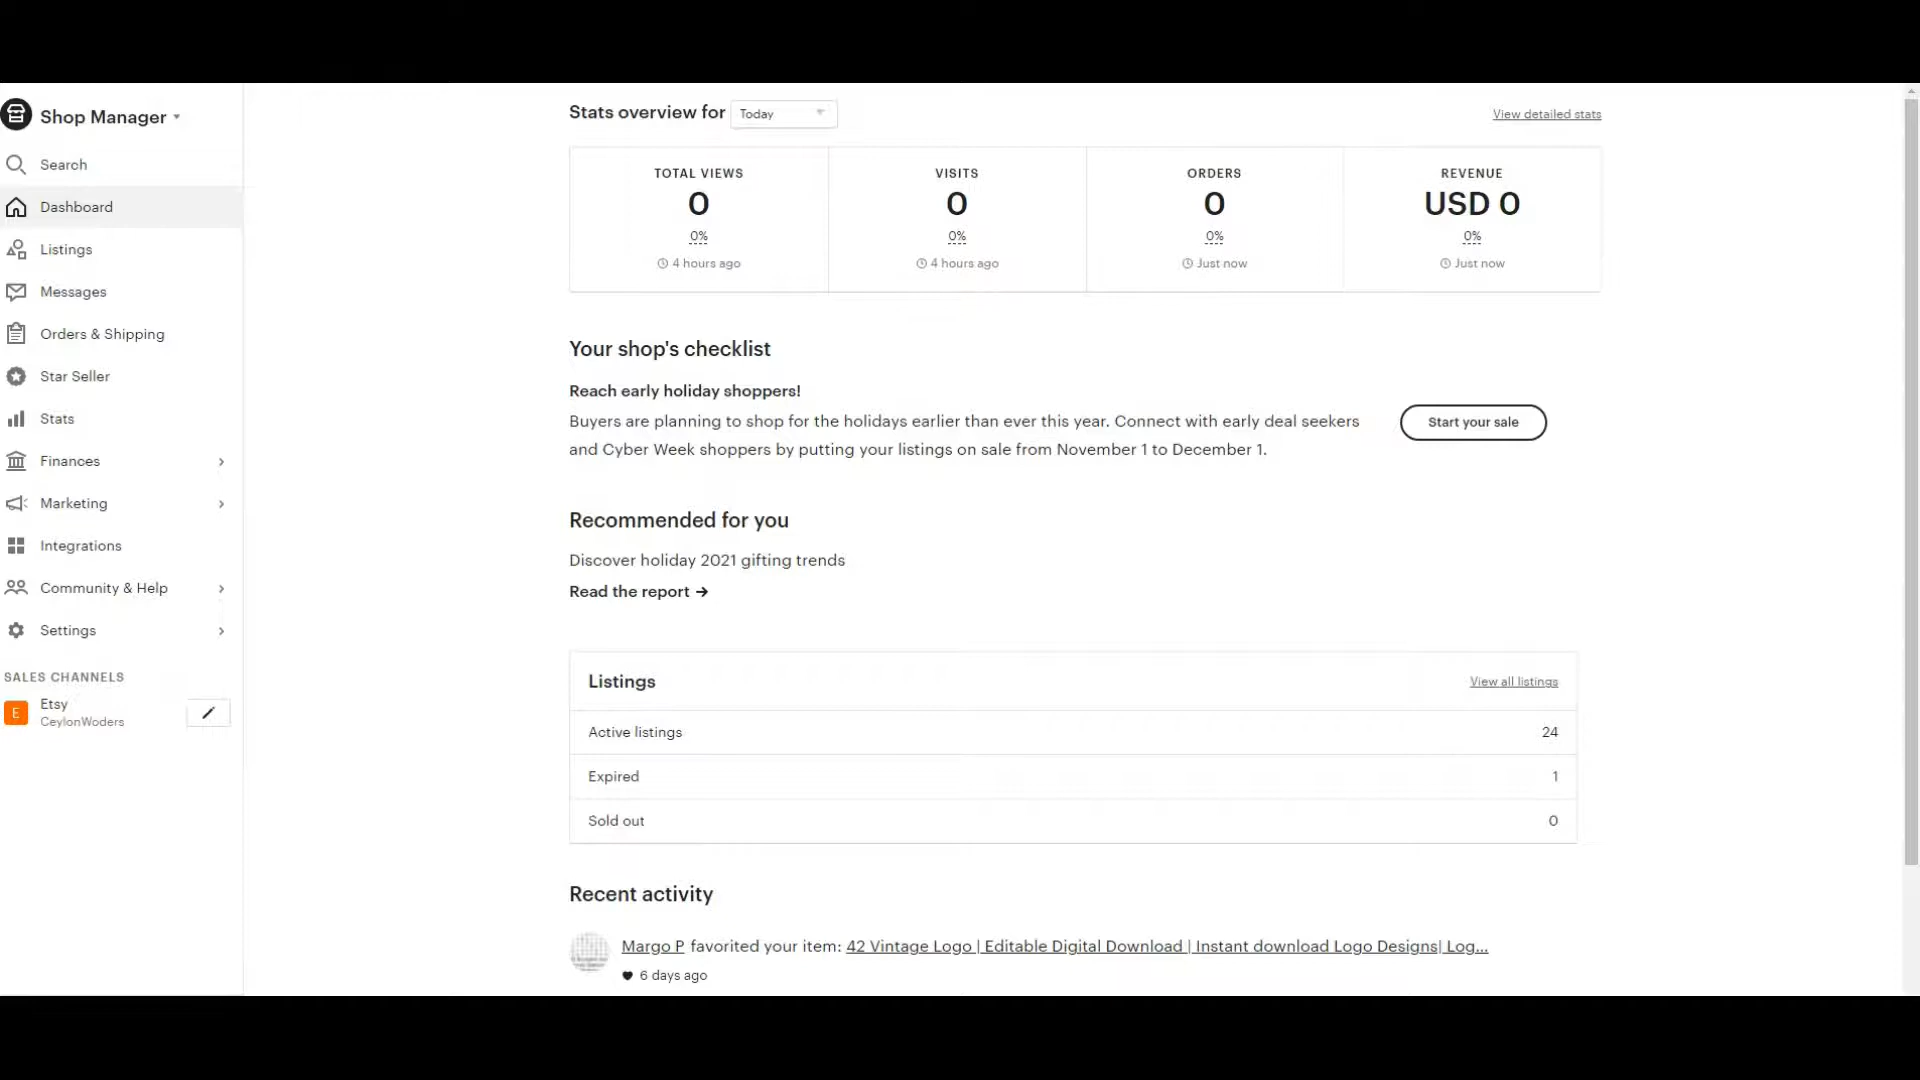 Shop Manager
Search
Dashboard
Listings
Messages
Orders & Shipping
Star Seller
Stats
Finances
Marketing
Integrations
Community & Help
Settings
SALES CHANNELS
E
Etsy
CeylonWoders
Stats overview for Today
View detailed stats
TOTAL VIEWS
0
0%
4 hours ago
VISITS
0
0%
4 hours ago
ORDERS
0
0%
Just now
REVENUE
USD 0
0%
Just now
Your shop's checklist
Reach early holiday shoppers!
Buyers are planning to shop for the holidays earlier than ever this year. Connect with early deal seekers
and Cyber Week shoppers by putting your listings on sale from November 1 to December 1.
Start your sale
Recommended for you
Discover holiday 2021 gifting trends
Read the report →
Listings
View all listings
Active listings 24
Expired 1
Sold out 0
Recent activity
Margo P favorited your item: 42 Vintage Logo | Editable Digital Download | Instant download Logo Designs| Log...
6 days ago